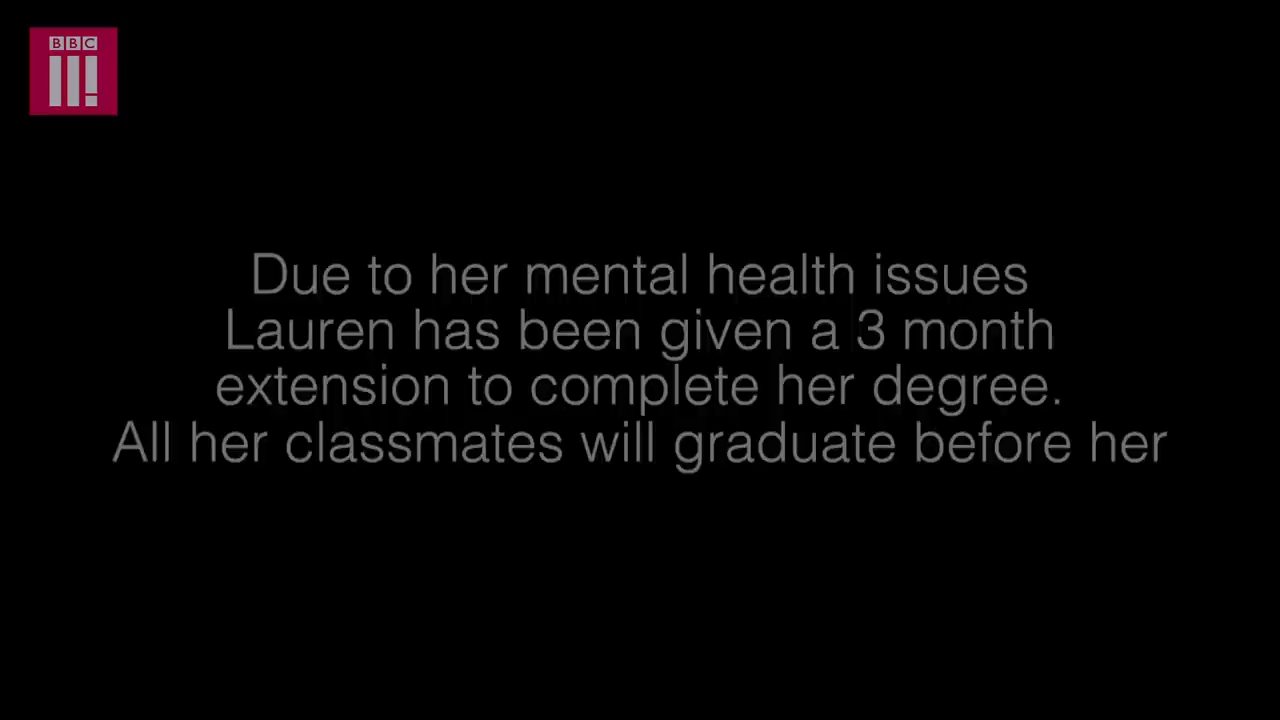 BBC
Due to her mental health issues
Lauren has been given a 3 month
extension to complete her degree.
All her classmates will graduate before her